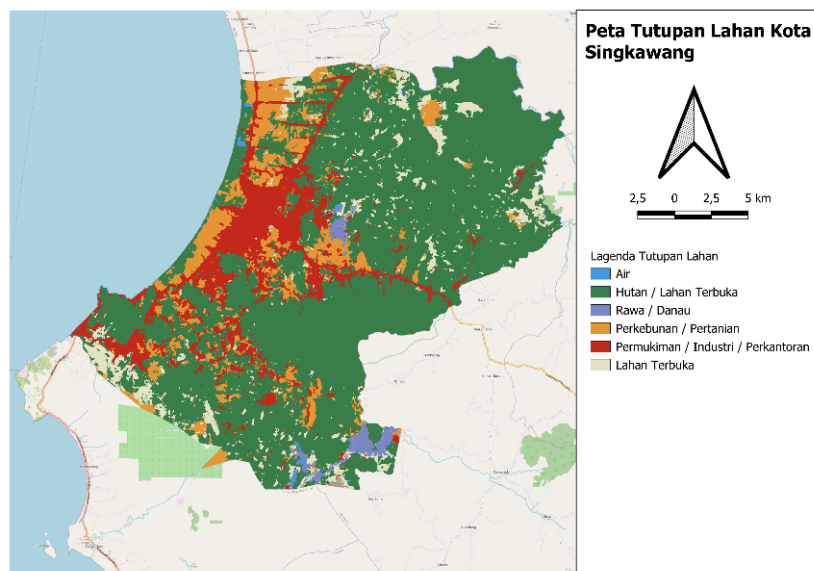 Peta Tutupan Lahan Kota
Singkawang
2,5 0 2,5 5 km
Lagenda Tutupan Lahan
Air
Hutan / Lahan Terbuka
Rawa / Danau
Perkebunan / Pertanian
Permukiman / Industri / Perkantoran
Lahan Terbuka